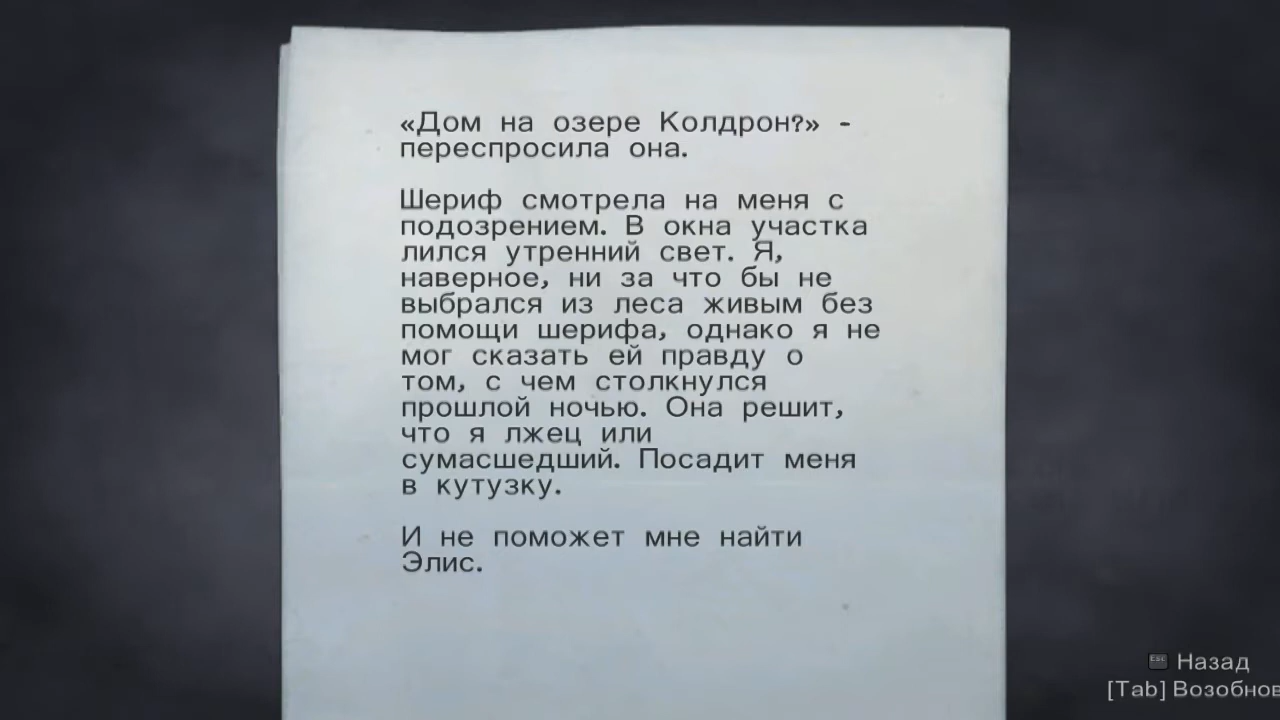 «Дом на озере Колдрон?» -
переспросила она.
Шериф смотрела на меня с
подозрением. В окна участка
лился утренний свет. Я,
наверное, ни за что бы не
выбрался из леса живым без
помощи шерифа, однако я не
мог сказать ей правду о
том, с чем столкнулся
прошлой ночью. Она решит,
что я лжец или
сумасшедший. Посадит меня
в кутузку.
И не поможет мне найти
Элис.
Esc Назад
[Tab] Возобнов